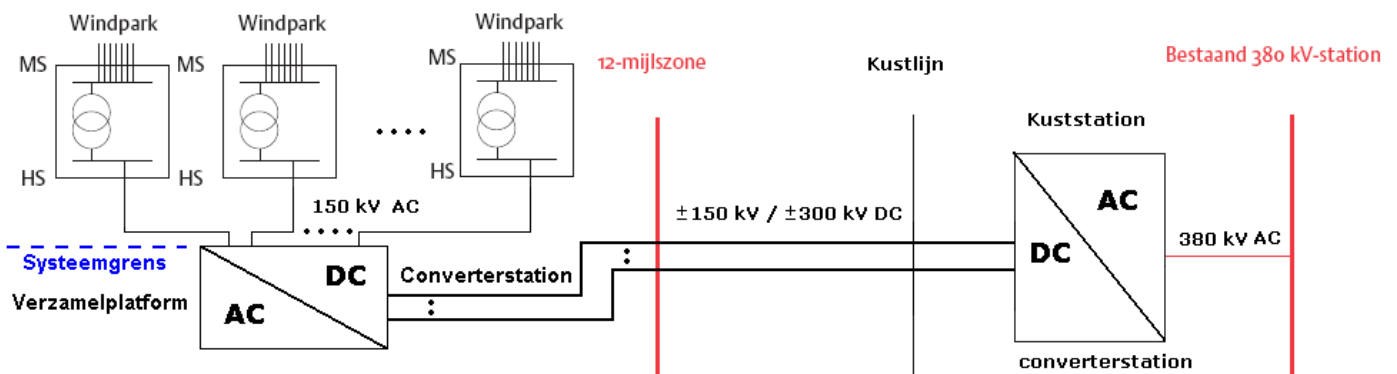 Windpark
Windpark
Windpark
MS
MS
MS
12-mijlszone
Kustlijn
Bestaand 380 kV-station
Kuststation
HS
HS
HS
150 kV AC
±150 kV / ±300 kV DC
AC
DC
380 kV AC
Systeemgrens
Verzamelplatform
DC
AC
Converterstation
converterstation